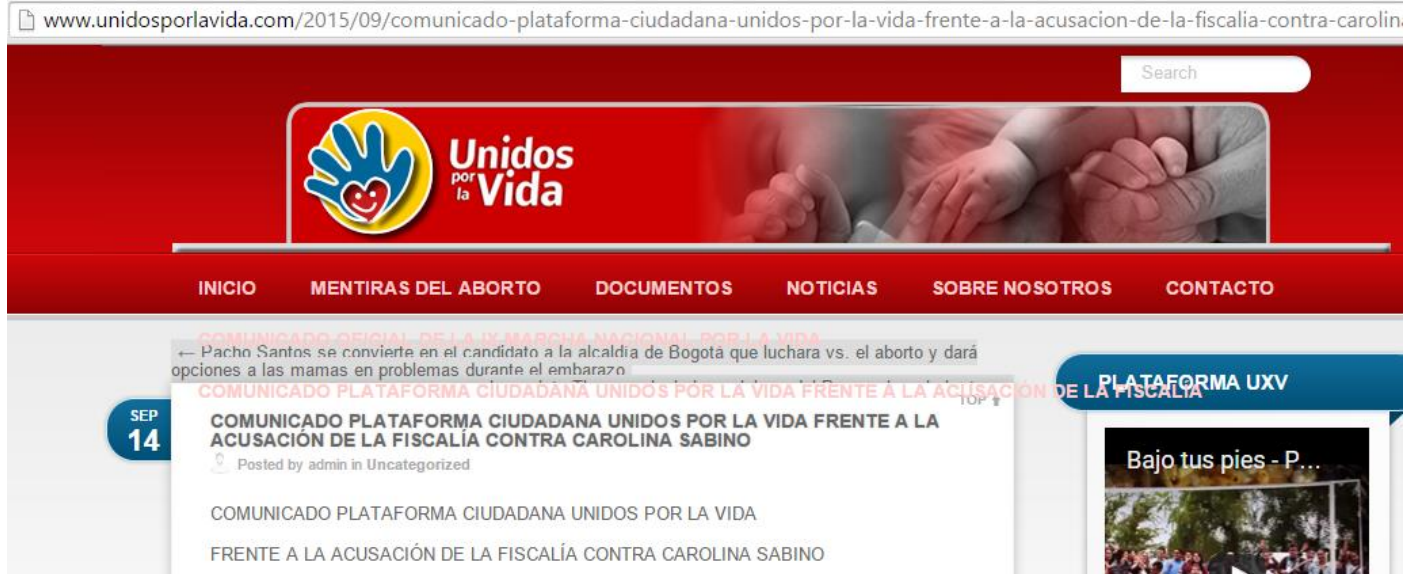 www.unidosporlavida.com/2015/09/comunicado-plataforma-ciudadana-unidos-por-la-vida-frente-a-la-acusacion-de-la-fiscalia-contra-carolina
Search
Unidos
por la Vida
INICIO MENTIRAS DEL ABORTO DOCUMENTOS NOTICIAS SOBRE NOSOTROS CONTACTO
COMUNICADO OFICIAL DE LA IX MARCHA NACIONAL POR LA VIDA
← Pacho Santos se convierte en el candidato a la alcaldía de Bogotá que luchara vs. el aborto y dará
opciones a las mamas en problemas durante el embarazo
COMUNICADO PLATAFORMA CIUDADANA UNIDOS POR LA VIDA FRENTE A LA ACUSACIÓN DE LA FISCALIA
PLATAFORMA UXV
TOP
SEP
14
COMUNICADO PLATAFORMA CIUDADANA UNIDOS POR LA VIDA FRENTE A LA
ACUSACIÓN DE LA FISCALÍA CONTRA CAROLINA SABINO
Posted by admin in Uncategorized
Bajo tus pies - P...
COMUNICADO PLATAFORMA CIUDADANA UNIDOS POR LA VIDA
FRENTE A LA ACUSACIÓN DE LA FISCALÍA CONTRA CAROLINA SABINO